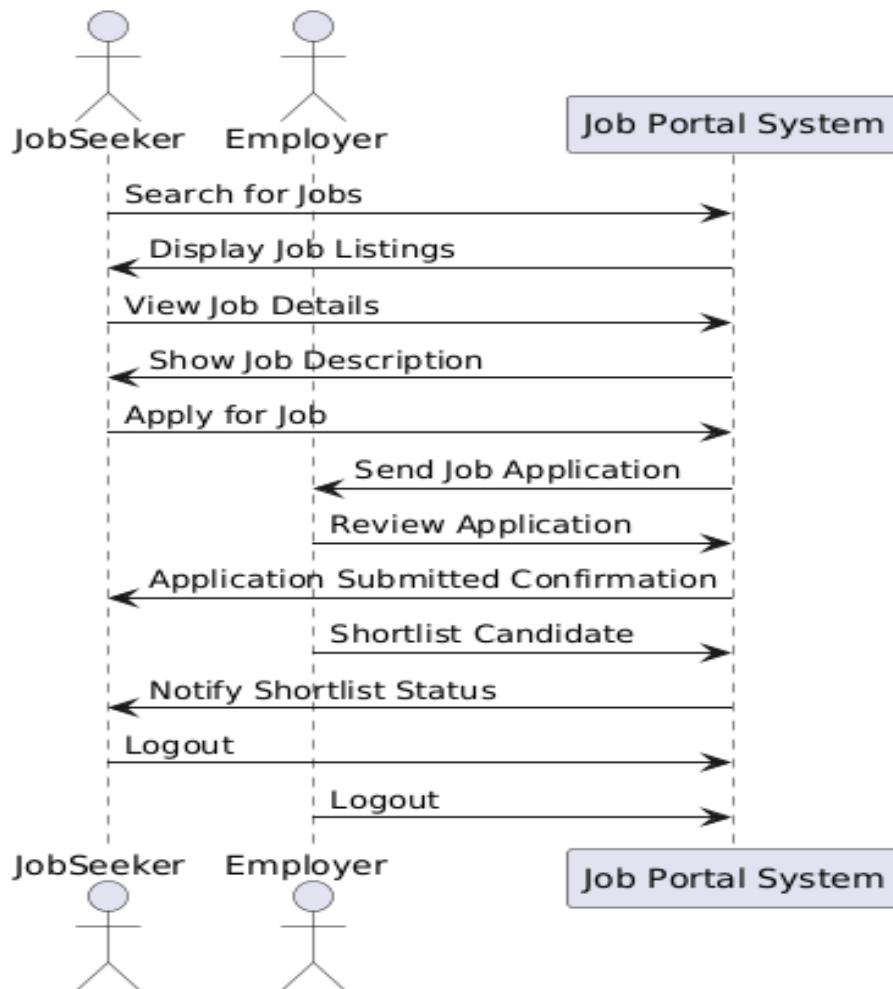 JobSeeker Employer Job Portal System
Search for Jobs
Display Job Listings
View Job Details
Show Job Description
Apply for Job
Send Job Application
Review Application
Application Submitted Confirmation
Shortlist Candidate
Notify Shortlist Status
Logout
Logout
JobSeeker Employer Job Portal System